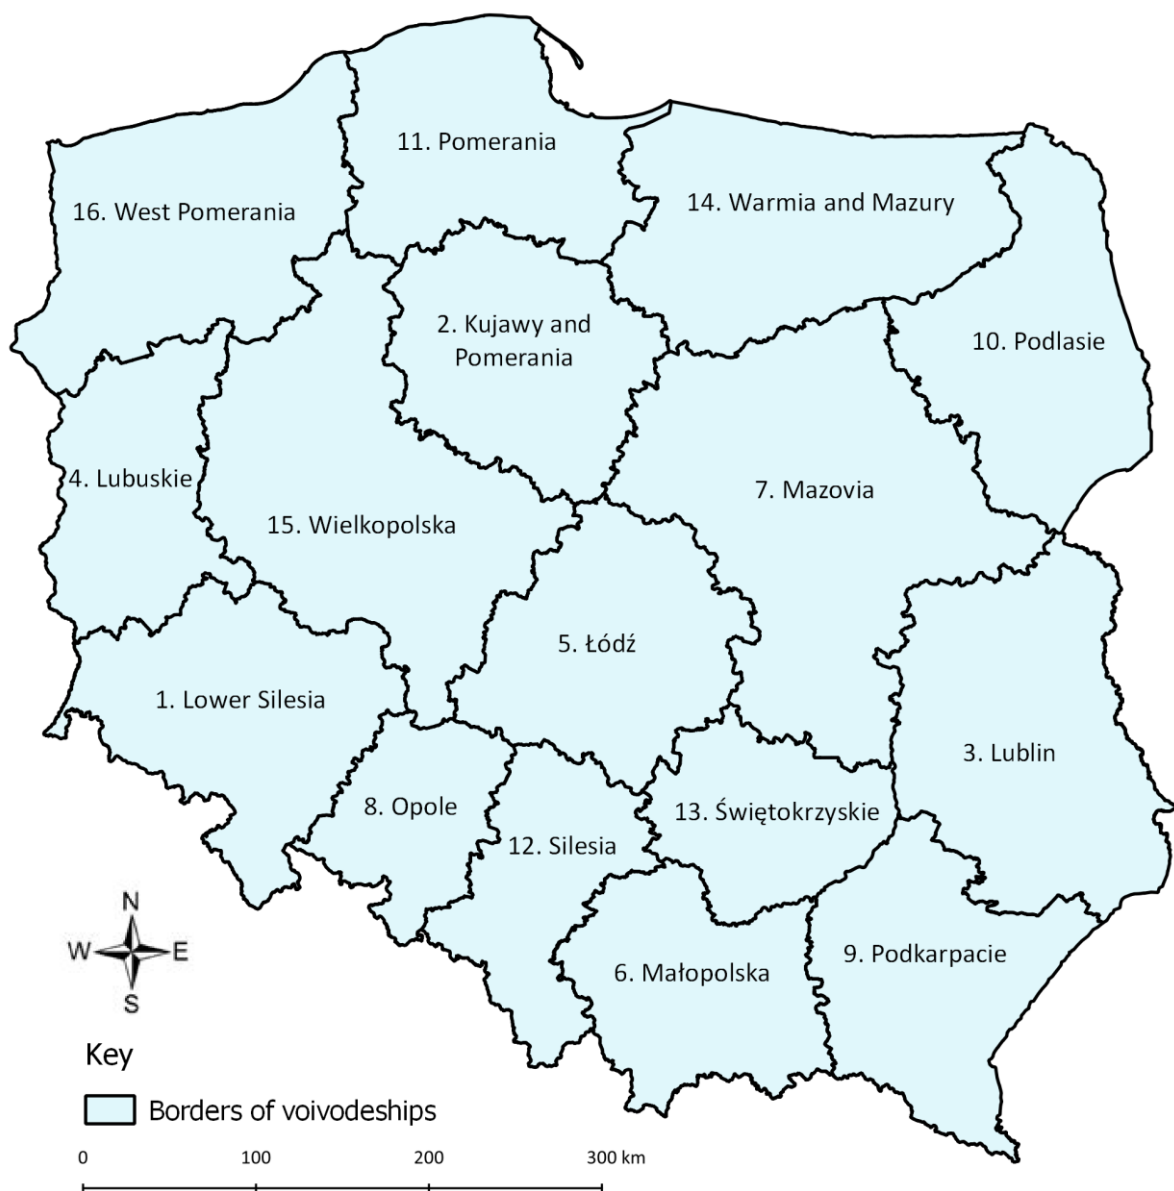 11. Pomerania
16. West Pomerania
14. Warmia and Mazury
2. Kujawy and
Pomerania
10. Podlasie
4. Lubuskie
7. Mazovia
15. Wielkopolska
5. Łódź
1. Lower Silesia
3. Lublin
8. Opole
13. Świętokrzyskie
12. Silesia
9. Podkarpacie
6. Małopolska
N
W E
S
Key
Borders of voivodeships
0 100 200 300 km